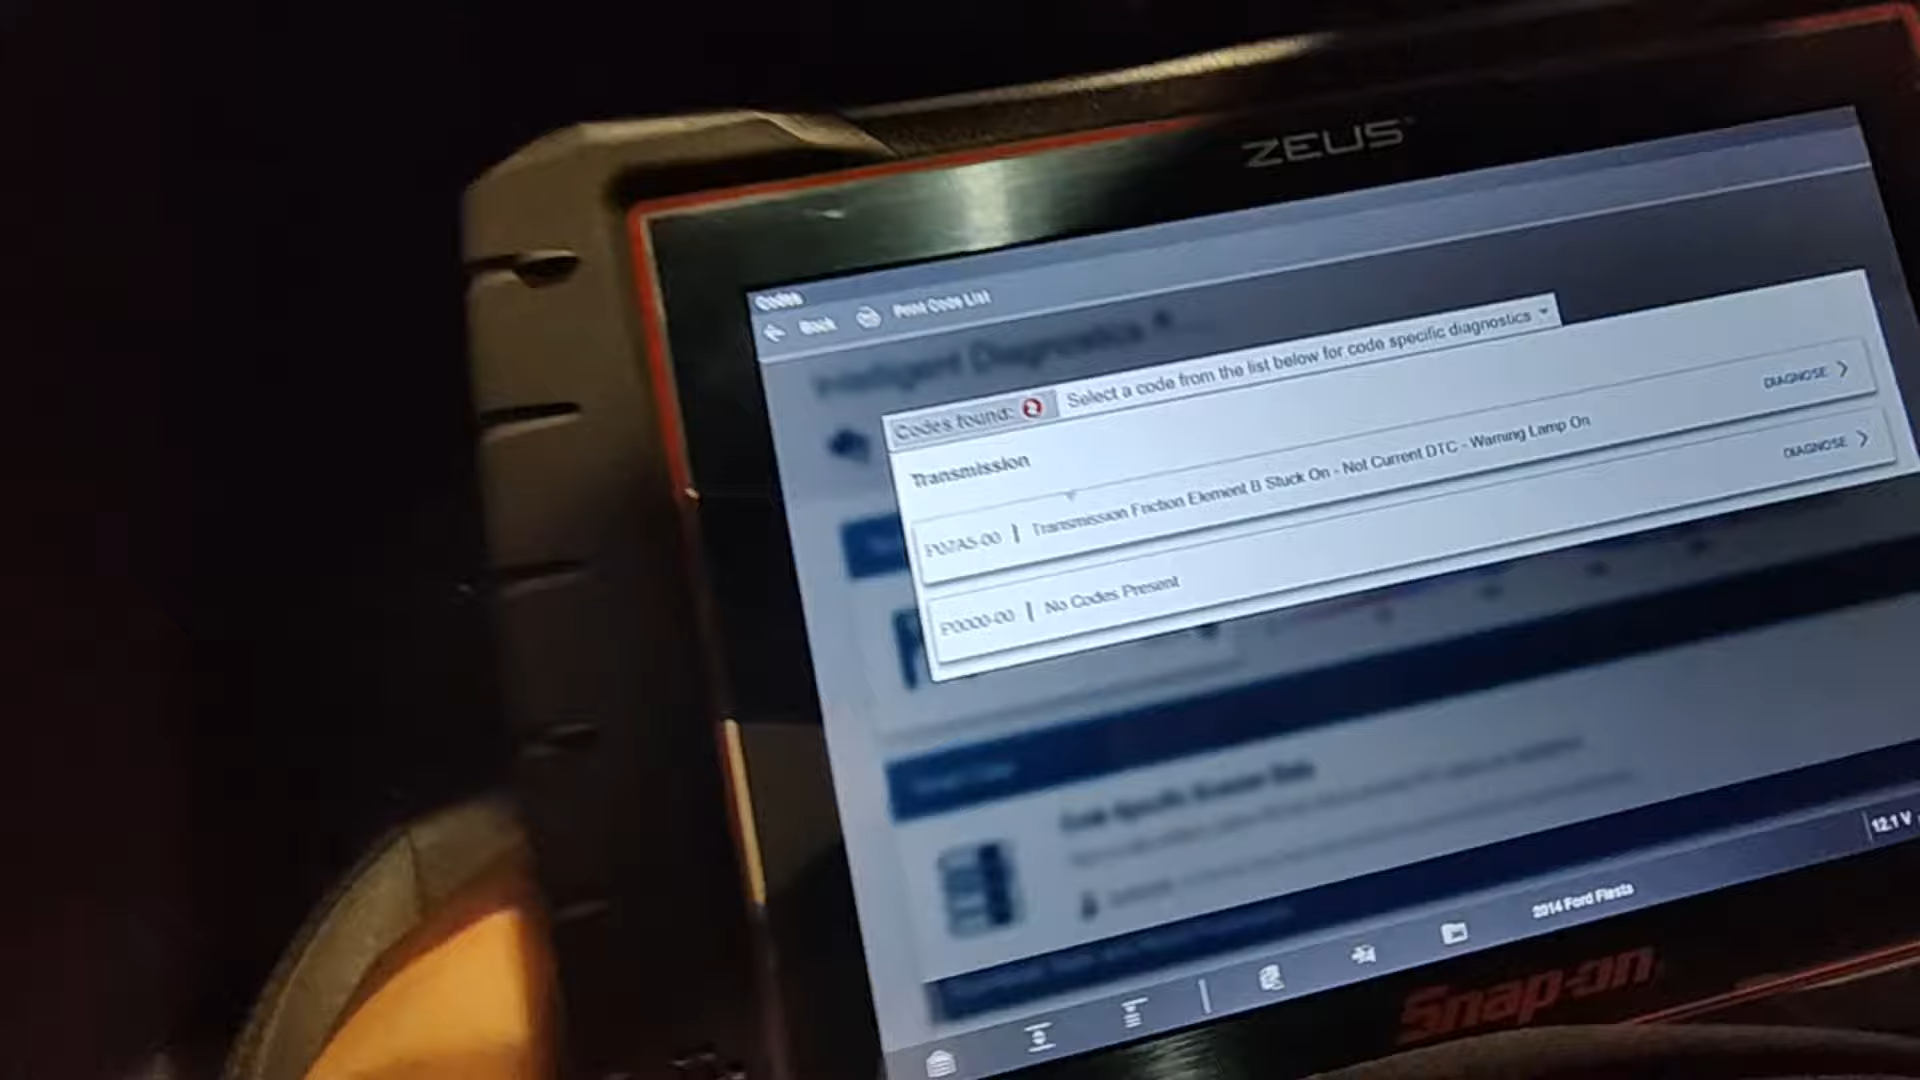 ZEUS
Codes
Back Print Code List
Intelligent Diagnostics
Codes found: 2 Select a code from the list below for code specific diagnostics
Transmission
DIAGNOSE
P07A5-00 | Transmission Friction Element B Stuck On - Not Current DTC - Warning Lamp On
DIAGNOSE
P0000-00 | No Codes Present
12.1 V
2014 Ford Fiesta
Snap-on